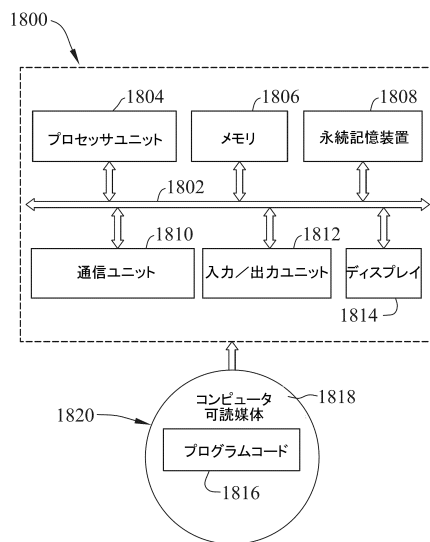 1800
1804
1806
1808
プロセッサユニット
メモリ
永続記憶装置
1802
1810
1812
通信ユニット
入力／出力ユニット
ディスプレイ
1814
1818
1820
コンピュータ
可読媒体
プログラムコード
1816